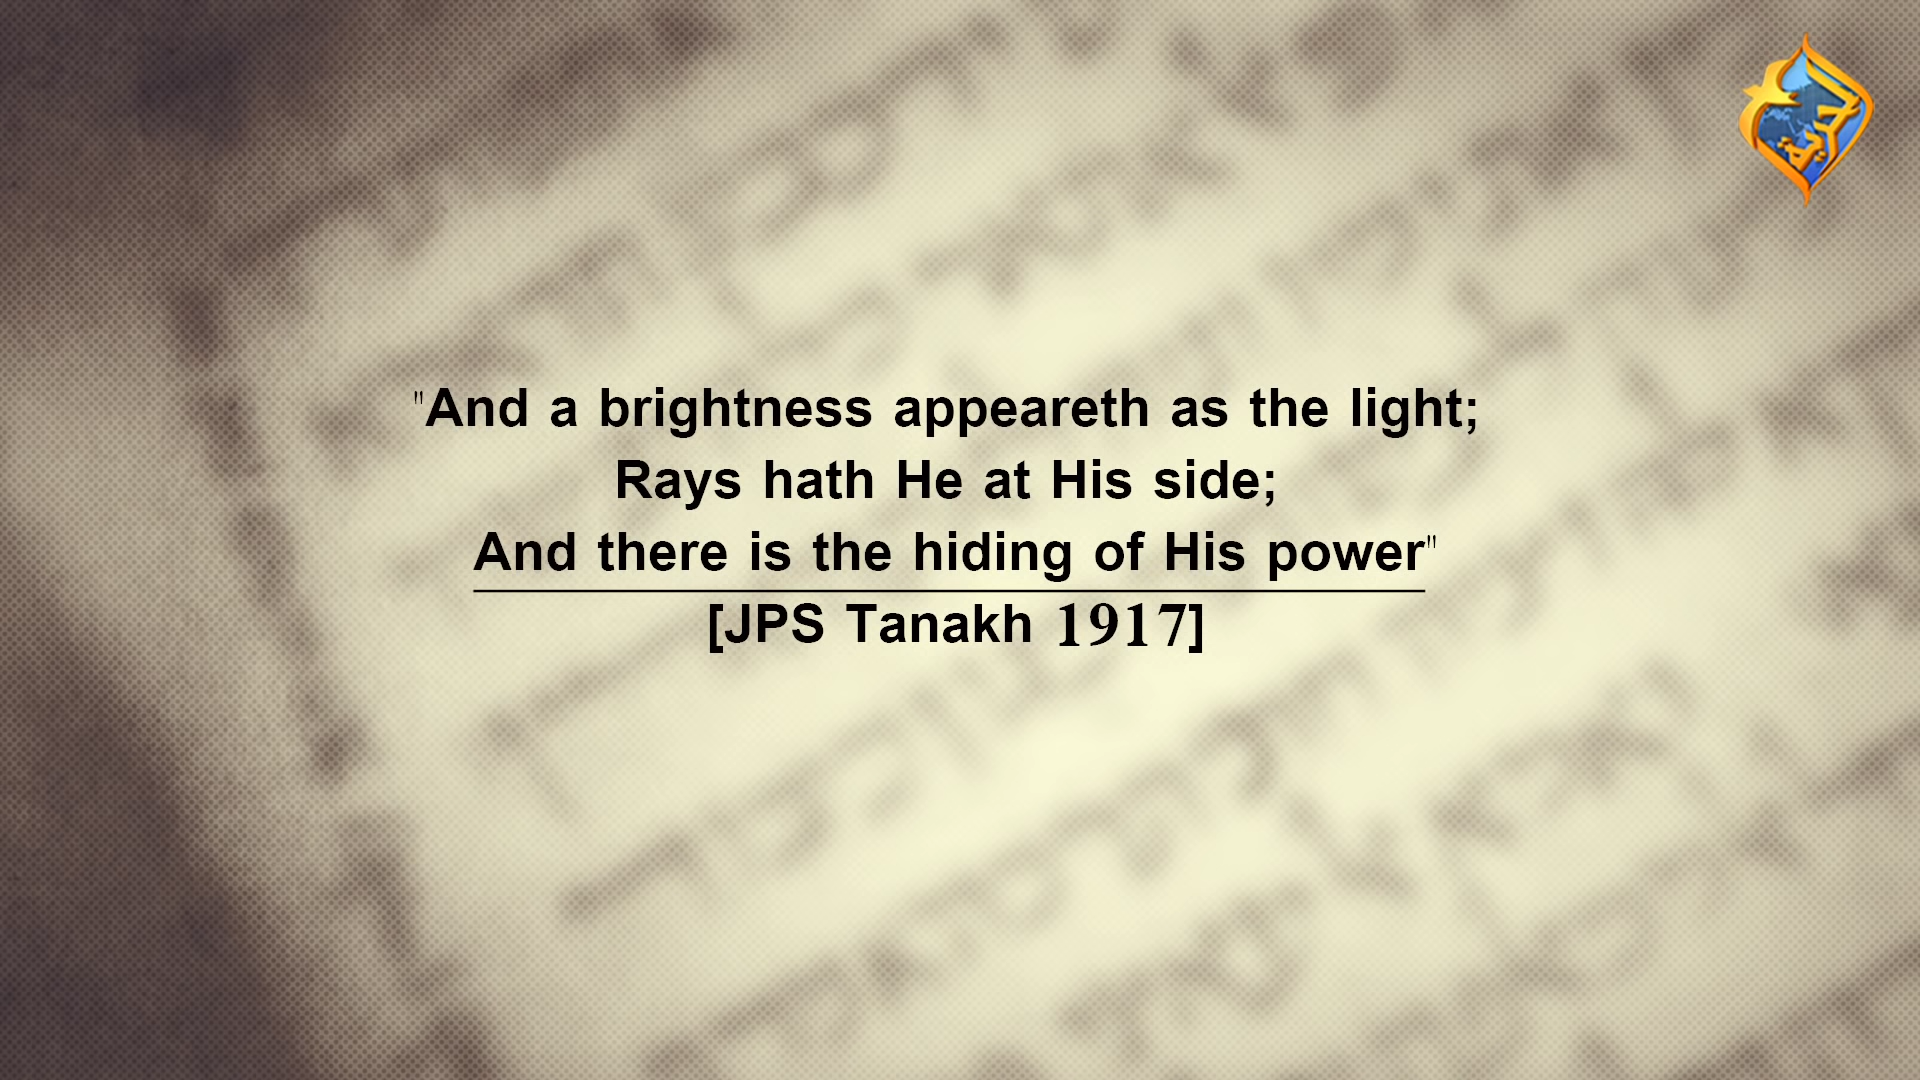 "And a brightness appeareth as the light;
Rays hath He at His side;
And there is the hiding of His power"
[JPS Tanakh 1917]